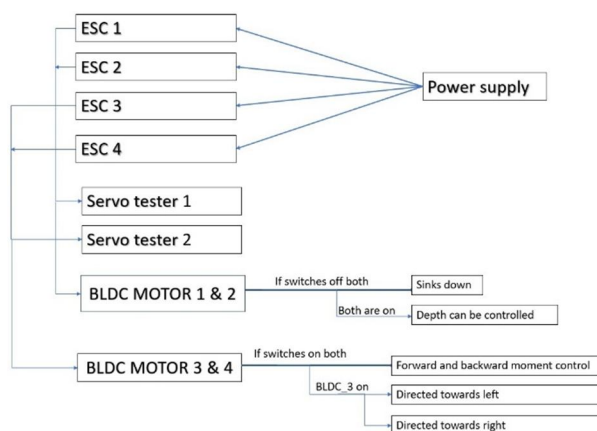 ESC 1
ESC 2
ESC 3
ESC 4
Power supply
Servo tester 1
Servo tester 2
BLDC MOTOR 1 & 2
If switches off both
Sinks down
Both are on
Depth can be controlled
BLDC MOTOR 3 & 4
If switches on both
Forward and backward moment control
BLDC_3 on
Directed towards left
Directed towards right